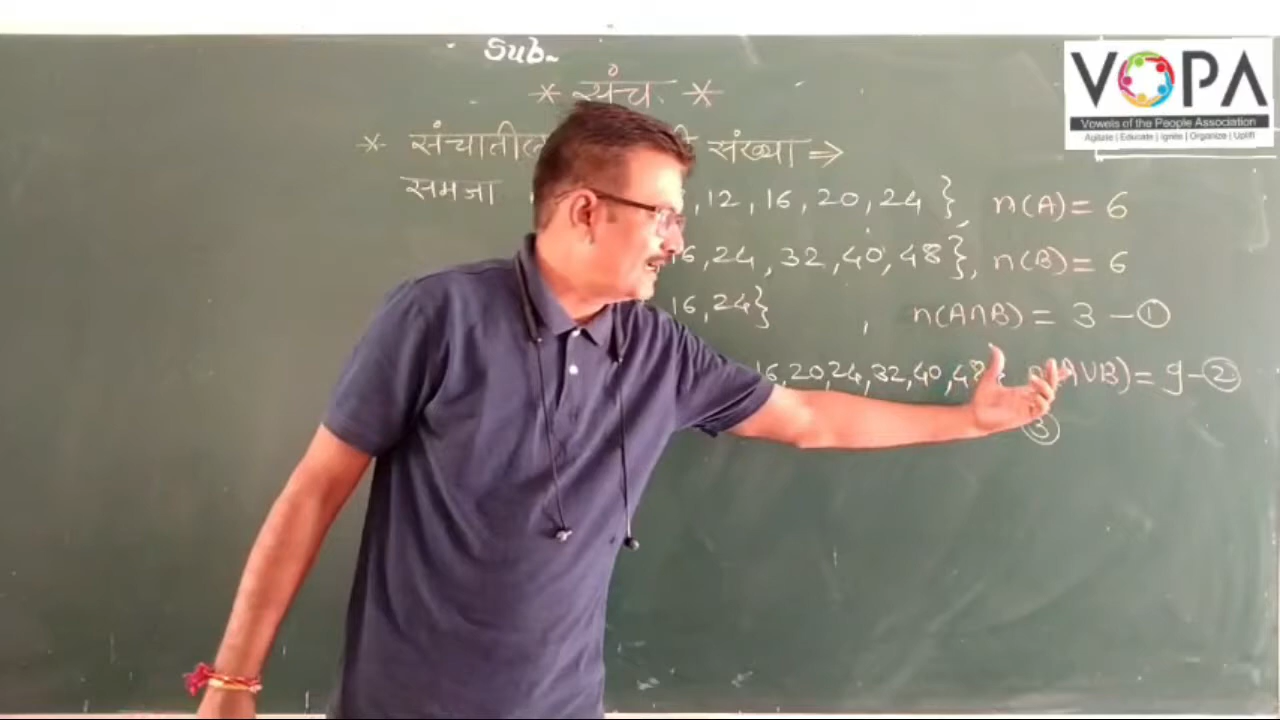 Sub.
* संच *
* संचातील संख्या ⇒
समजा , 12, 16, 20, 24 }, n(A) = 6
16, 24, 32, 40, 48}, n(B) = 6
16, 24} , n(A∩B) = 3 - ①
16, 20, 24, 32, 40, 48} n(A∪B) = 9 - ②
③
VOPA
Vowels of the People Association
Agitate | Educate | Ignite | Organize | Uplift